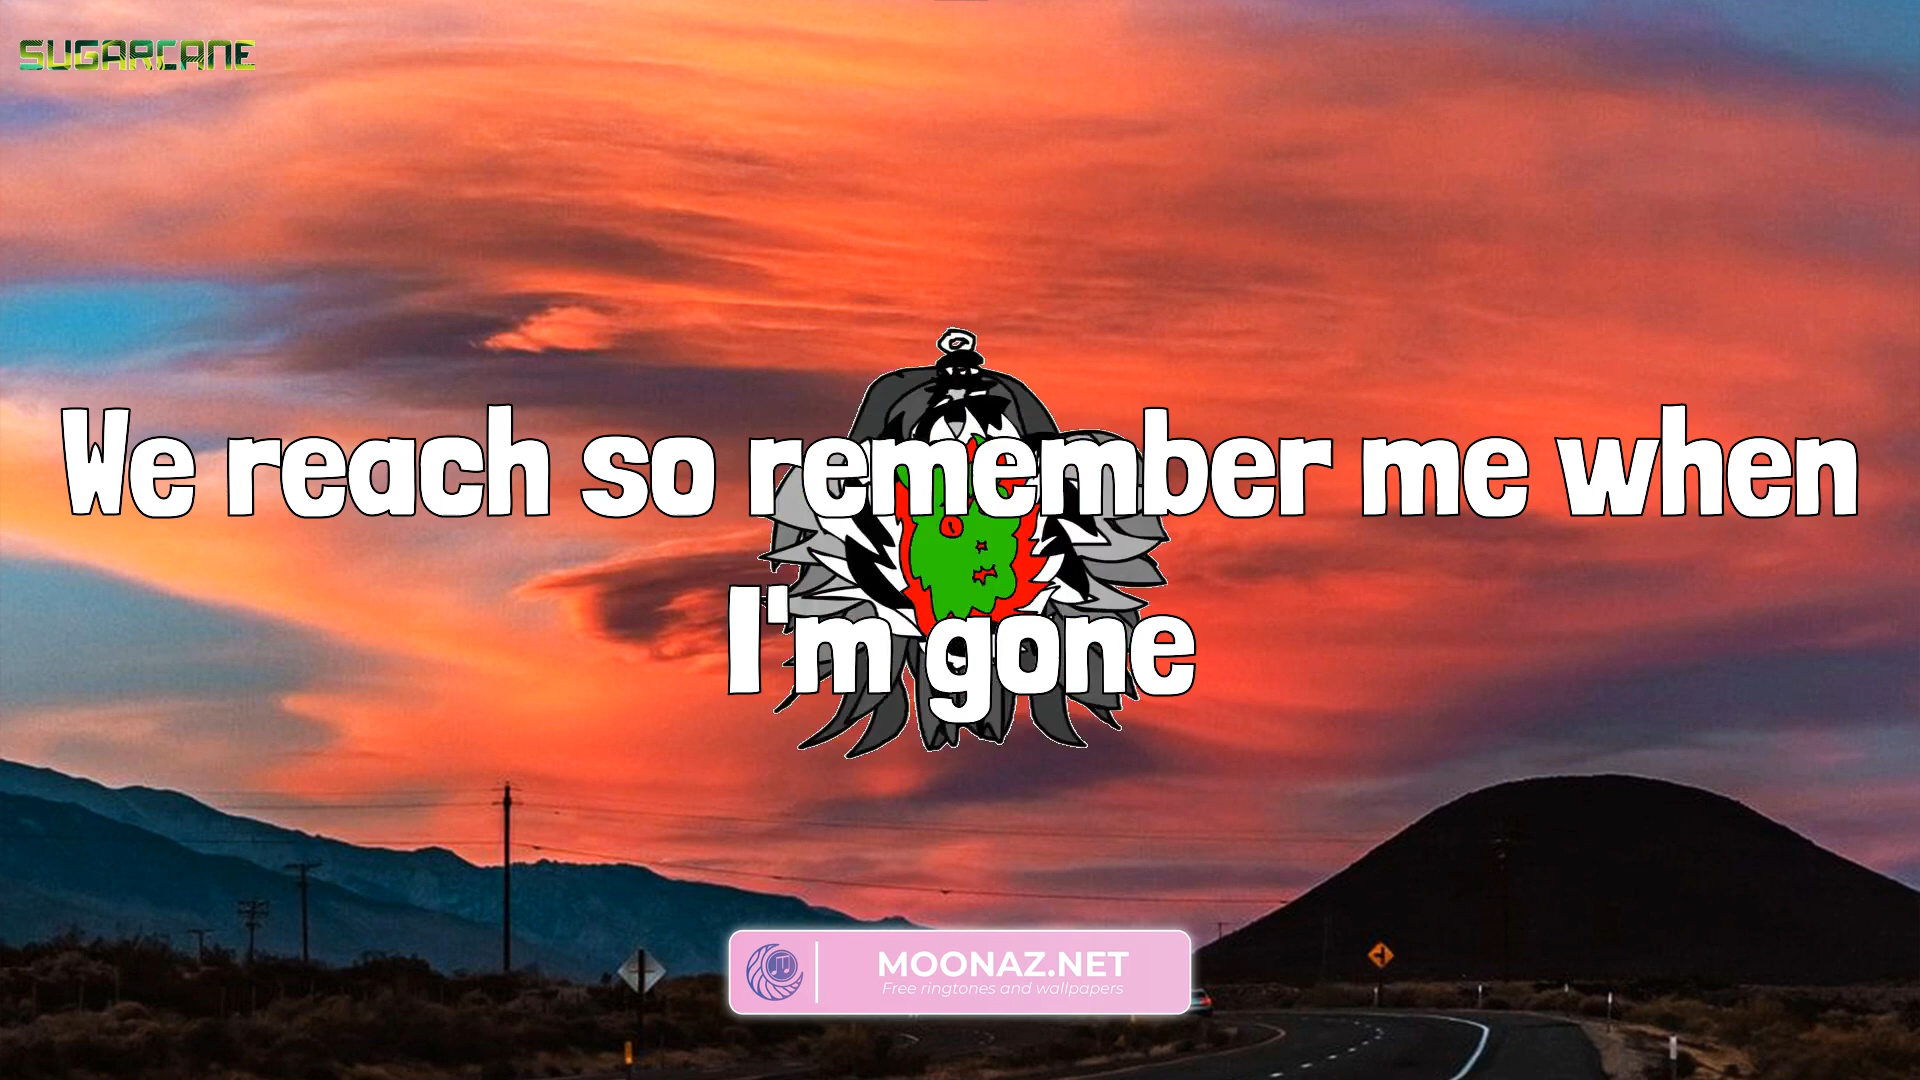 SUGARCANE
We reach so remember me when
I'm gone
MOONAZ.NET
Free ringtones and wallpapers